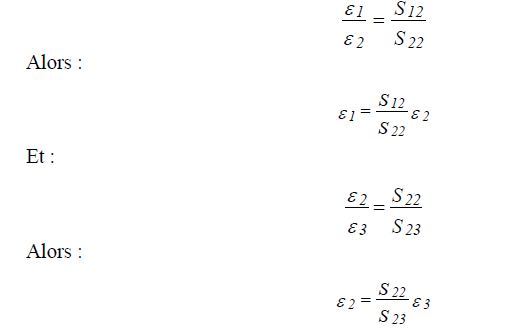 ε1/ε2 = S12/S22
Alors :
ε1 = S12/S22 ε2
Et :
ε2/ε3 = S22/S23
Alors :
ε2 = S22/S23 ε3